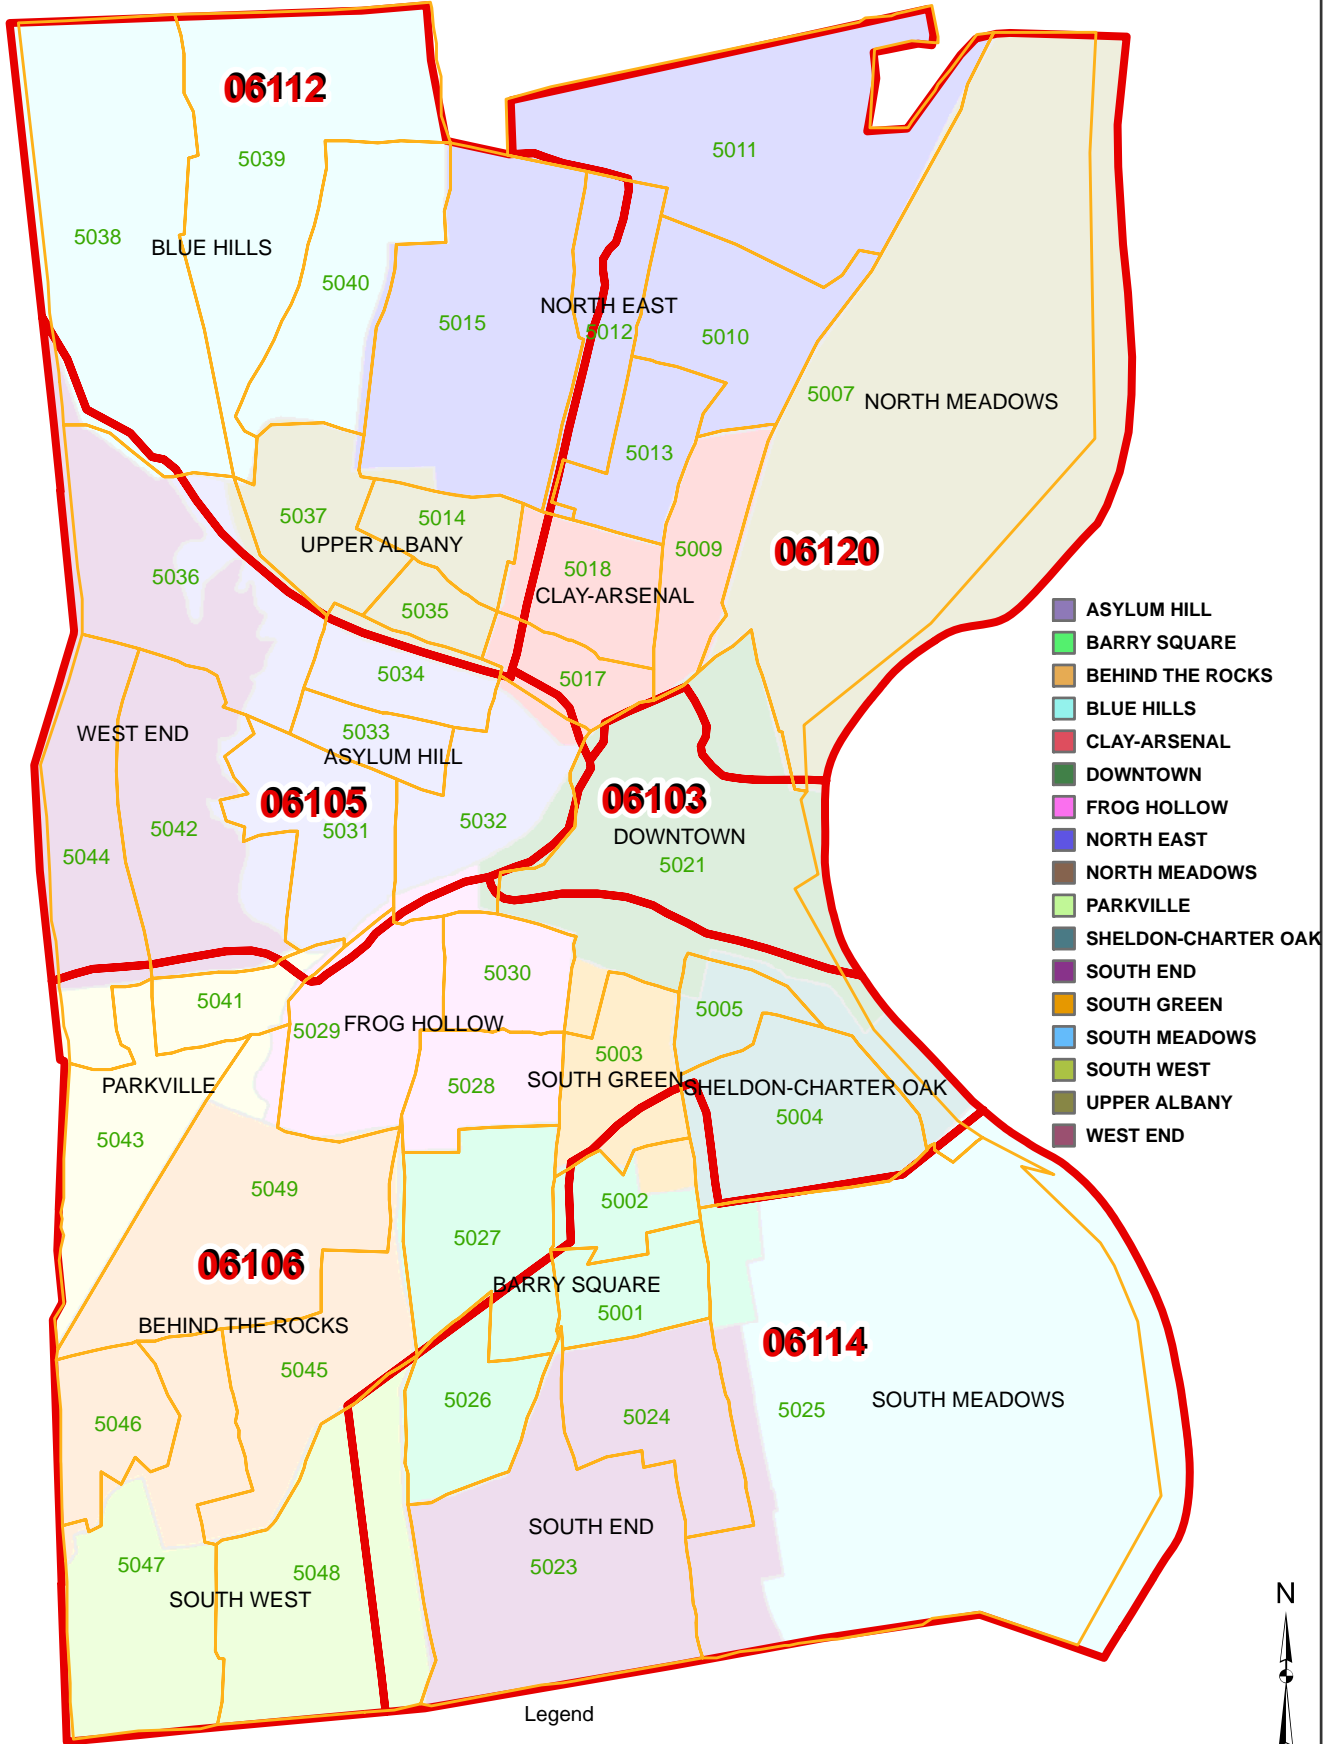 06112
5039
5011
5038
BLUE HILLS
5040
5015
NORTH EAST
5012
5010
5007
NORTH MEADOWS
5013
5037
5014
UPPER ALBANY
5009
06120
5036
5018
CLAY-ARSENAL
5035
5034
5017
WEST END
5033
ASYLUM HILL
06105
06103
5042
5031
5032
DOWNTOWN
5044
5021
5041
5030
5029
FROG HOLLOW
5005
5003
PARKVILLE
5028
SOUTH GREEN
SHELDON-CHARTER OAK
5004
5043
5049
5002
5027
06106
BARRY SQUARE
5001
BEHIND THE ROCKS
06114
5045
5046
5026
5024
5025
SOUTH MEADOWS
SOUTH END
5047
5048
5023
SOUTH WEST
Legend
ASYLUM HILL
BARRY SQUARE
BEHIND THE ROCKS
BLUE HILLS
CLAY-ARSENAL
DOWNTOWN
FROG HOLLOW
NORTH EAST
NORTH MEADOWS
PARKVILLE
SHELDON-CHARTER OAK
SOUTH END
SOUTH GREEN
SOUTH MEADOWS
SOUTH WEST
UPPER ALBANY
WEST END
N